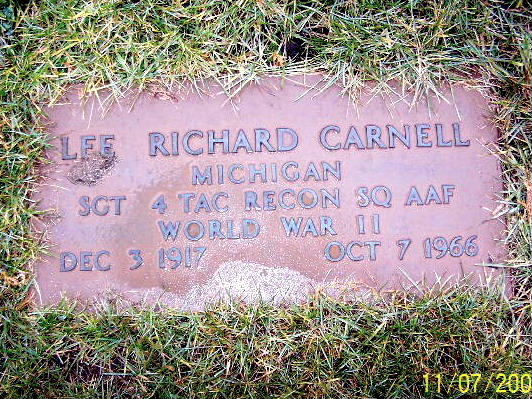 LEE RICHARD CARNELL
MICHIGAN
SGT 4 TAC RECON SQ AAF
WORLD WAR II
DEC 3 1917 OCT 7 1966
11/07/200